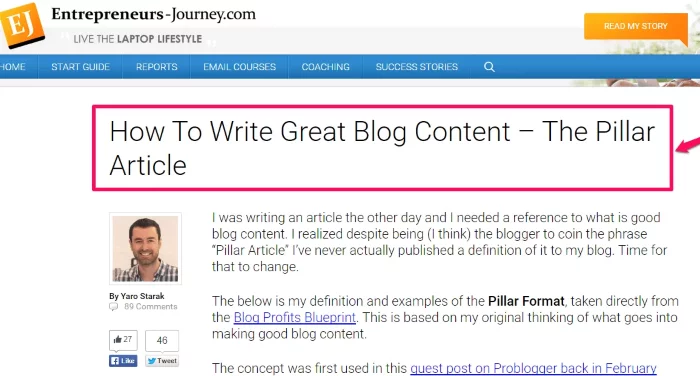 EJ
Entrepreneurs-Journey.com
LIVE THE LAPTOP LIFESTYLE
READ MY STORY
HOME START GUIDE REPORTS EMAIL COURSES COACHING SUCCESS STORIES
How To Write Great Blog Content – The Pillar
Article
I was writing an article the other day and I needed a reference to what is good
blog content. I realized despite being (I think) the blogger to coin the phrase
“Pillar Article” I’ve never actually published a definition of it to my blog. Time for
that to change.
By Yaro Starak
89 Comments
The below is my definition and examples of the Pillar Format, taken directly from
the Blog Profits Blueprint. This is based on my original thinking of what goes into
making good blog content.
27 46
Like Tweet
The concept was first used in this guest post on Problogger back in February